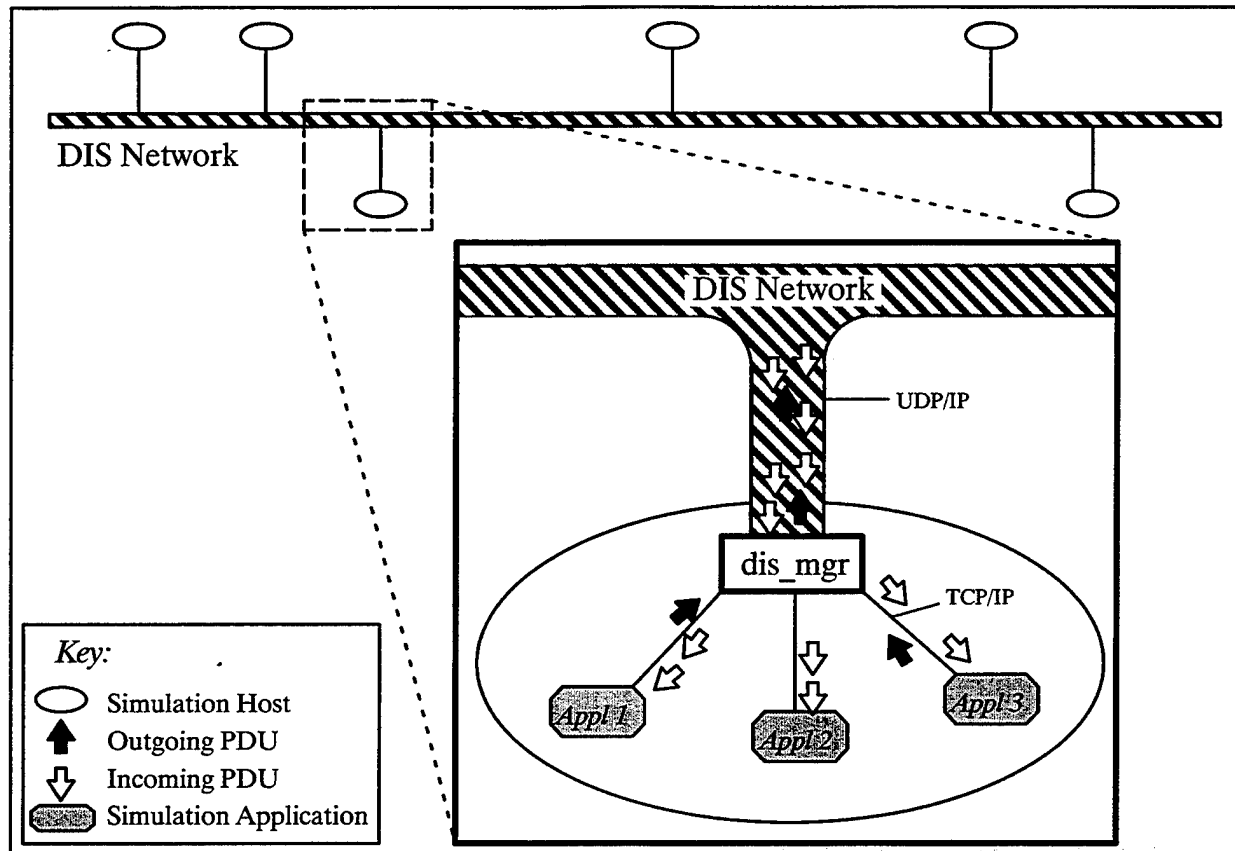 DIS Network
DIS Network
UDP/IP
dis_mgr
TCP/IP
Appl 1
Appl 2
Appl 3
Key:
Simulation Host
Outgoing PDU
Incoming PDU
Simulation Application